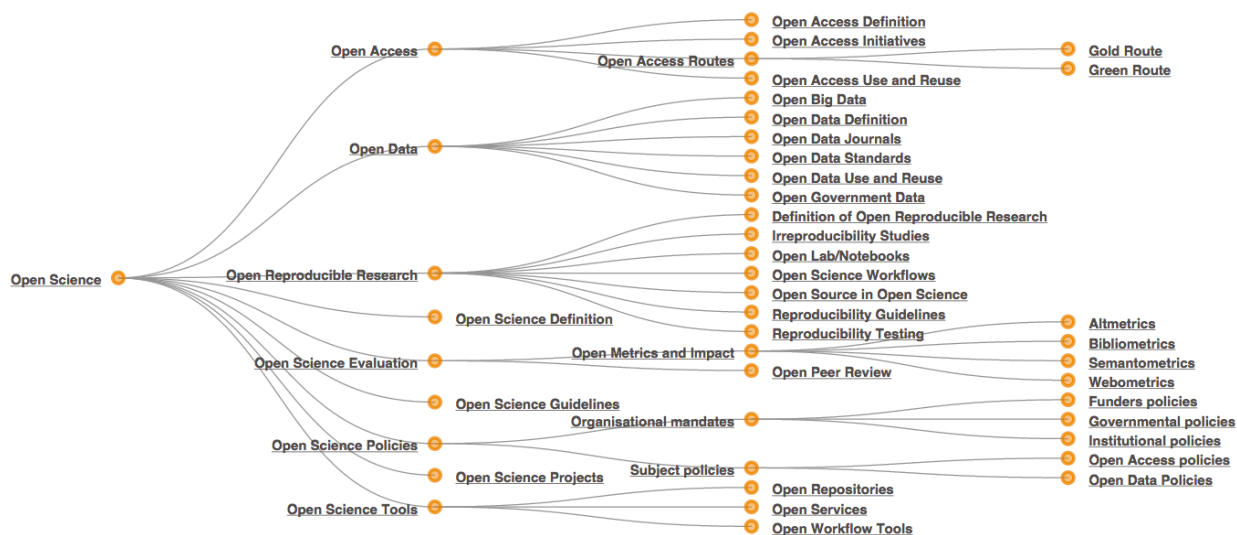 Open Science
Open Access
Open Access Definition
Open Access Initiatives
Open Access Routes
Gold Route
Green Route
Open Access Use and Reuse
Open Data
Open Big Data
Open Data Definition
Open Data Journals
Open Data Standards
Open Data Use and Reuse
Open Government Data
Open Reproducible Research
Definition of Open Reproducible Research
Irreproducibility Studies
Open Lab/Notebooks
Open Science Workflows
Open Source in Open Science
Reproducibility Guidelines
Reproducibility Testing
Open Science Definition
Open Science Evaluation
Open Metrics and Impact
Altmetrics
Bibliometrics
Semantometrics
Webometrics
Open Peer Review
Open Science Guidelines
Open Science Policies
Organisational mandates
Funders policies
Governmental policies
Institutional policies
Subject policies
Open Access policies
Open Data Policies
Open Science Projects
Open Science Tools
Open Repositories
Open Services
Open Workflow Tools